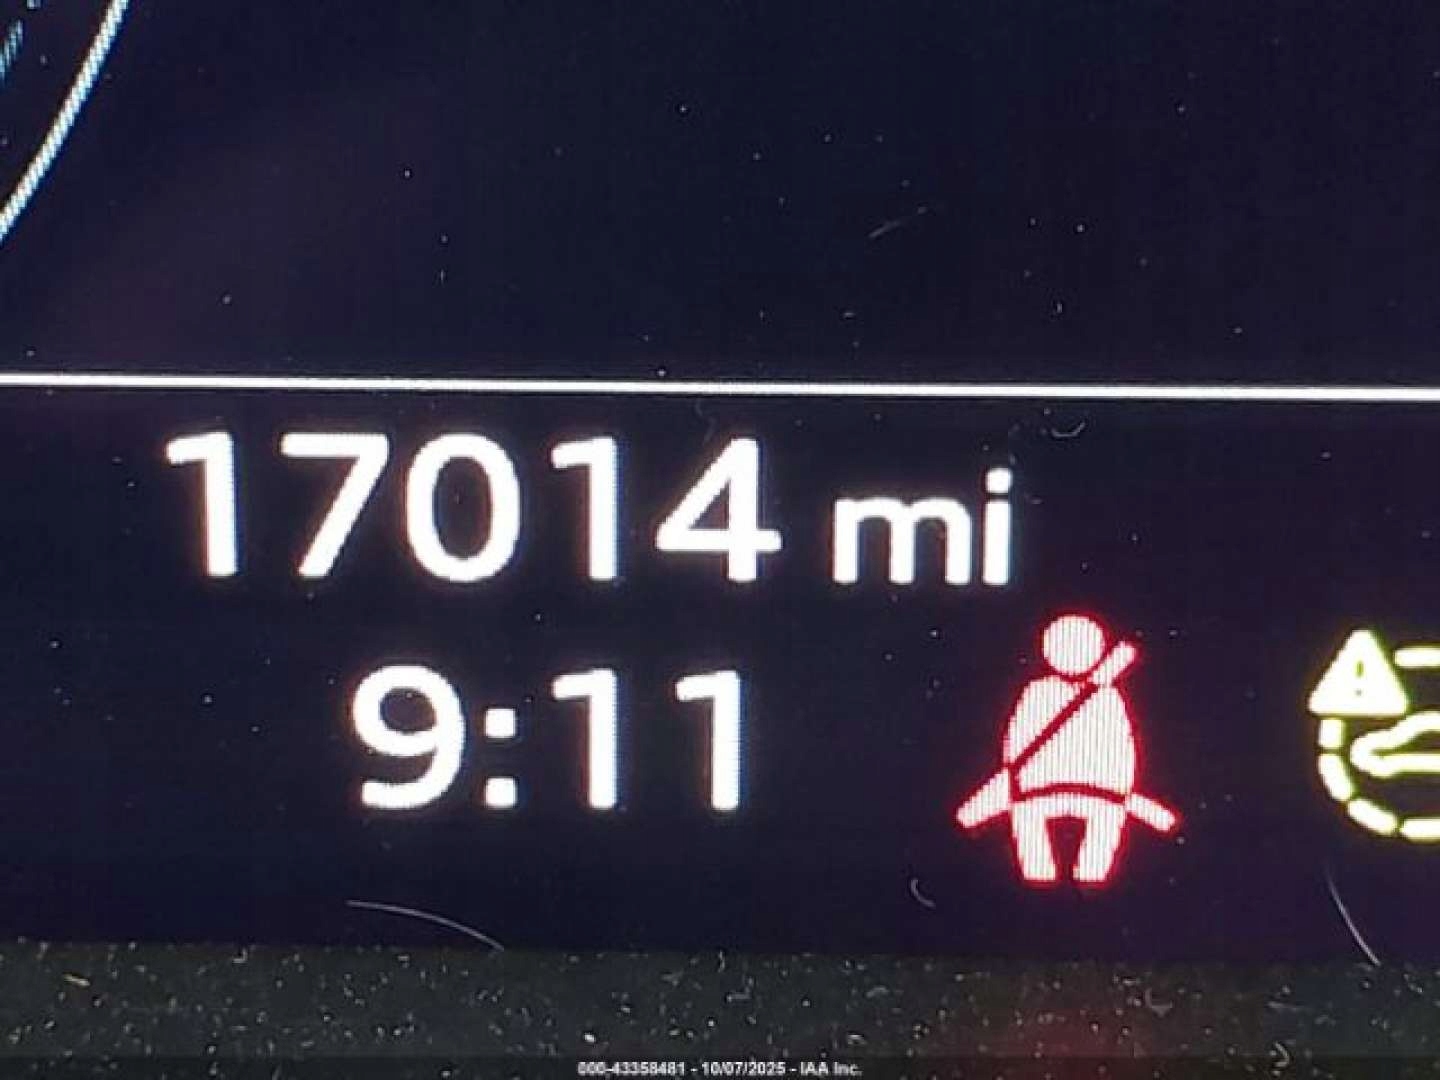 17014 mi
9:11
000-43358481 - 10/07/2025 - IAA Inc.